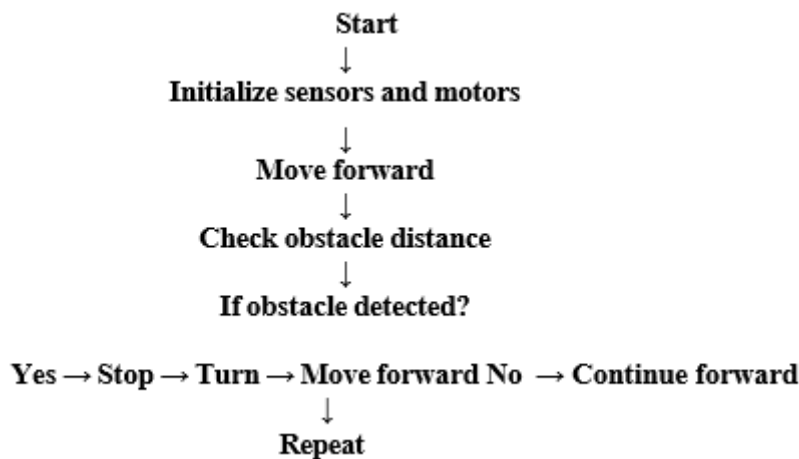 Start
↓
Initialize sensors and motors
↓
Move forward
↓
Check obstacle distance
↓
If obstacle detected?
Yes → Stop → Turn → Move forward No → Continue forward
↓
Repeat